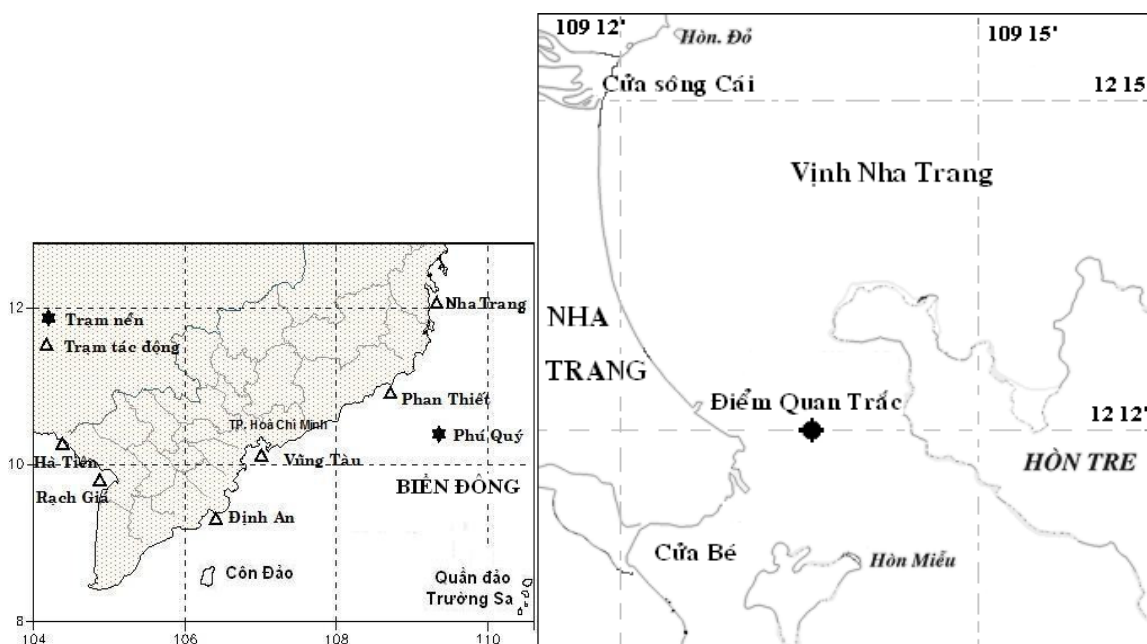 12
10
8
104
106
108
110
Trạm nền
Trạm tác động
Nha Trang
Phan Thiết
TP. Hoà Chí Minh
Phú Quý
Hà Tiên
Vũng Tàu
Rạch Giá
BIỂN ĐÔNG
Định An
Côn Đảo
Quần đảo
Trường Sa
109 12'
109 15'
Hòn. Đỏ
Cửa sông Cái
12 15
Vịnh Nha Trang
NHA
TRANG
Điểm Quan Trắc
12 12'
HÒN TRE
Cửa Bé
Hòn Miễu